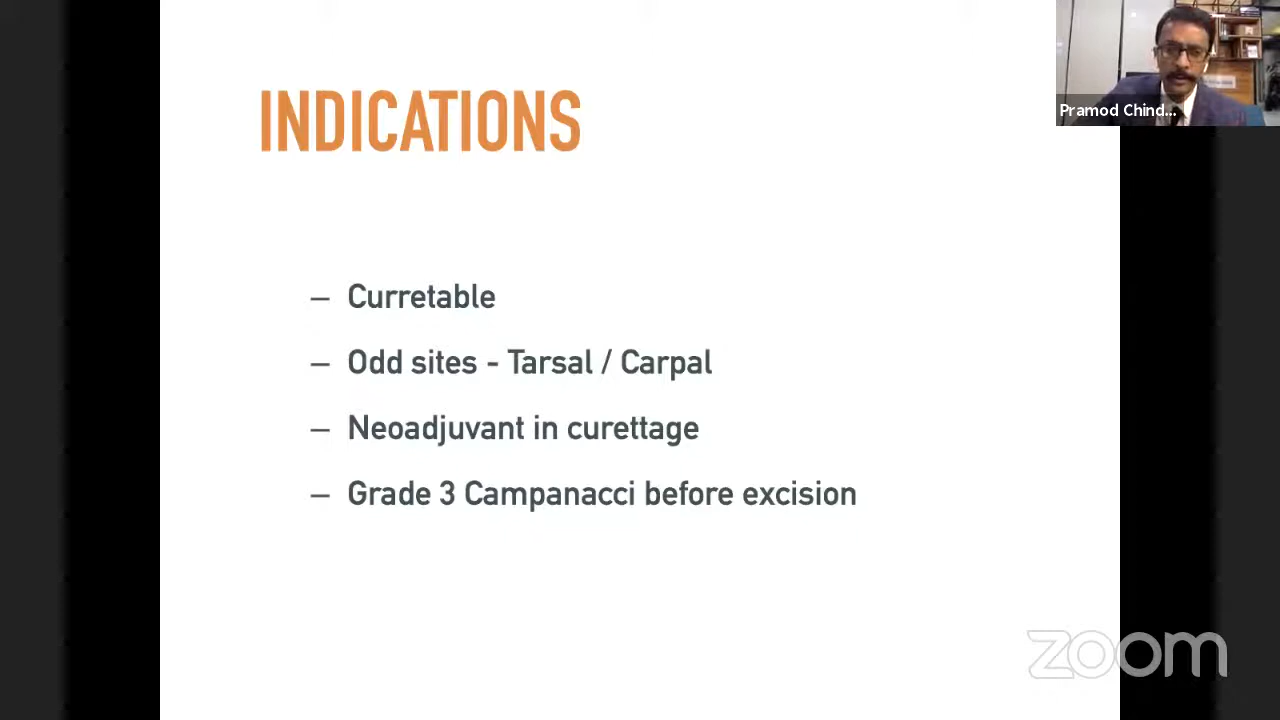 Pramod Chind...
INDICATIONS
– Curretable
– Odd sites - Tarsal / Carpal
– Neoadjuvant in curettage
– Grade 3 Campanacci before excision
zoom